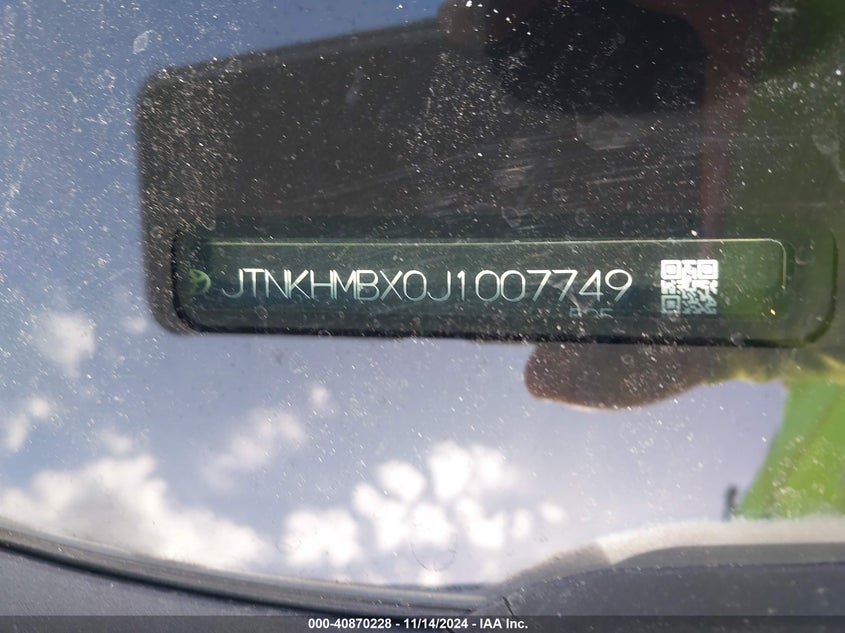 JTNKHMBX0J1007749
000-40870228 - 11/14/2024 - IAA Inc.